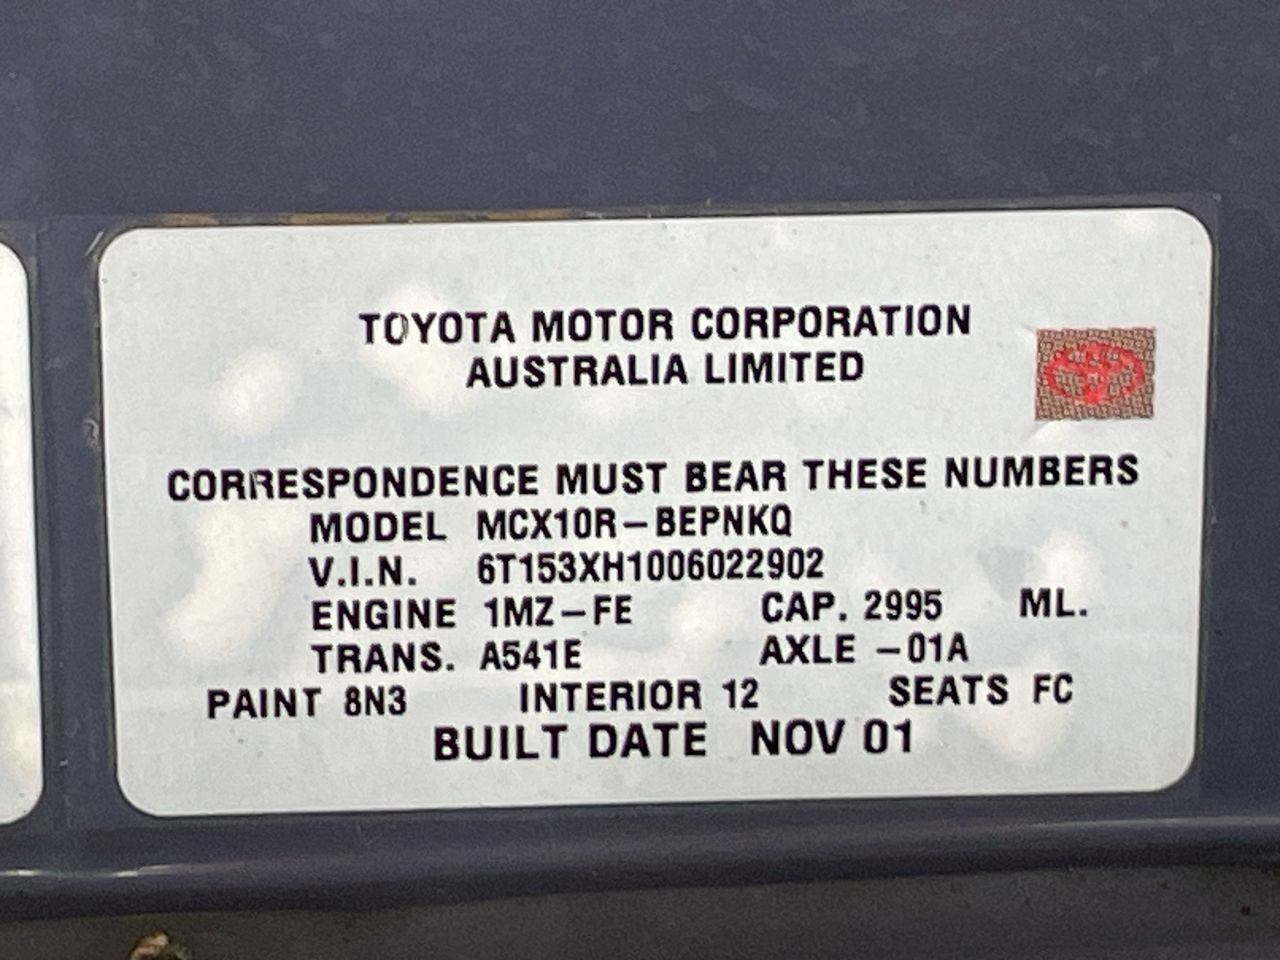 TOYOTA MOTOR CORPORATION
AUSTRALIA LIMITED
CORRESPONDENCE MUST BEAR THESE NUMBERS
MODEL MCX10R-BEPNKQ
V.I.N. 6T153XH1006022902
ENGINE 1MZ-FE CAP. 2995 ML.
TRANS. A541E AXLE -01A
PAINT 8N3 INTERIOR 12 SEATS FC
BUILT DATE NOV 01